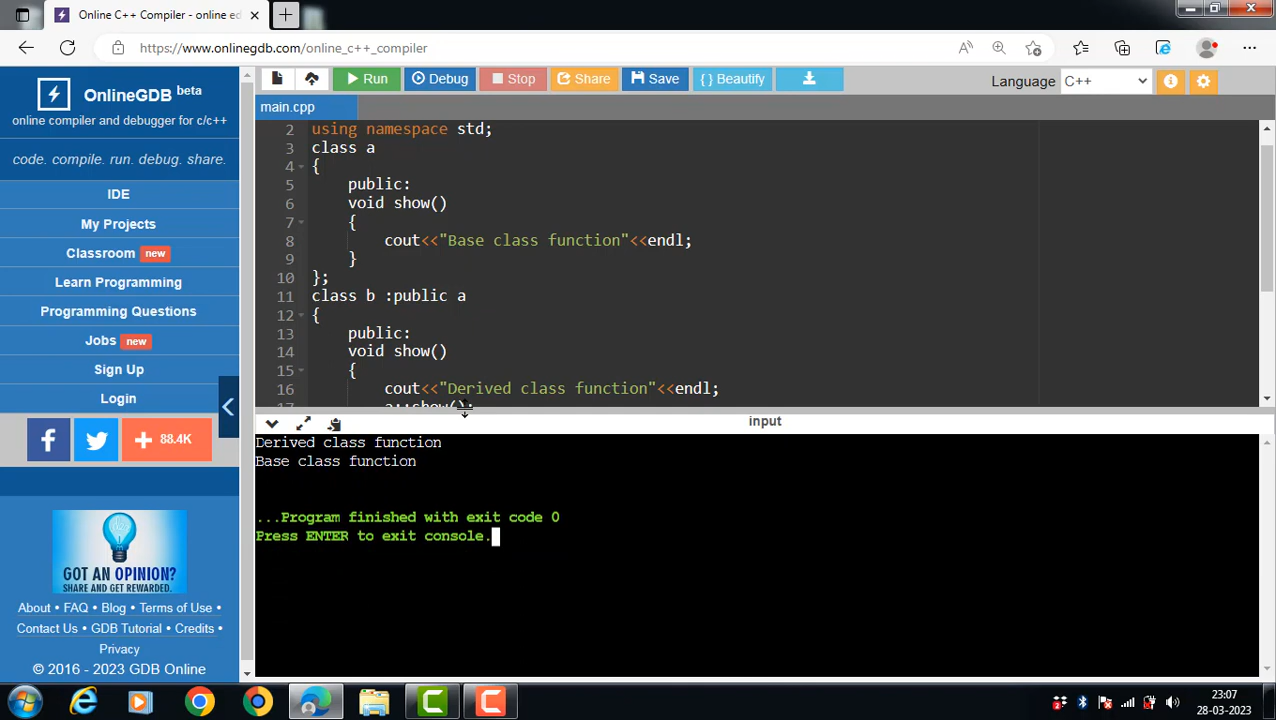 Online C++ Compiler - online ed
https://www.onlinegdb.com/online_c++_compiler
OnlineGDB beta
online compiler and debugger for c/c++
code. compile. run. debug. share.
IDE
My Projects
Classroom new
Learn Programming
Programming Questions
Jobs new
Sign Up
Login
88.4K
GOT AN OPINION?
SHARE AND GET REWARDED.
About • FAQ • Blog • Terms of Use •
Contact Us • GDB Tutorial • Credits •
Privacy
© 2016 - 2023 GDB Online
Run Debug Stop Share Save { } Beautify
Language C++
main.cpp
2 using namespace std;
3 class a
4 {
5 public:
6 void show()
7 {
8 cout<<"Base class function"<<endl;
9 }
10 };
11 class b :public a
12 {
13 public:
14 void show()
15 {
16 cout<<"Derived class function"<<endl;
17 a::show();
input
Derived class function
Base class function
...Program finished with exit code 0
Press ENTER to exit console.
23:07
28-03-2023